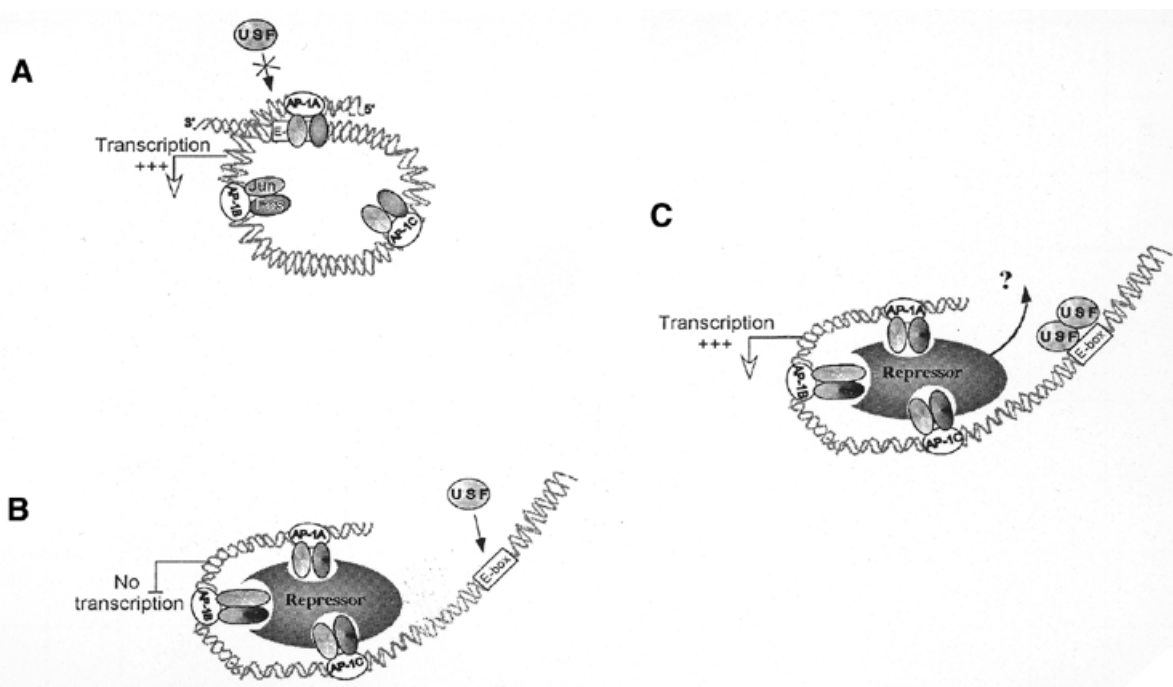 A
USF
AP-1A
5'
3'
E-
Transcription
+++
Jun
AP-1B
AP-1C
B
USF
AP-1A
E-box
No
transcription
AP-1B
Repressor
AP-1C
C
?
AP-1A
USF
USF
E-box
Transcription
+++
Repressor
AP-1B
AP-1C